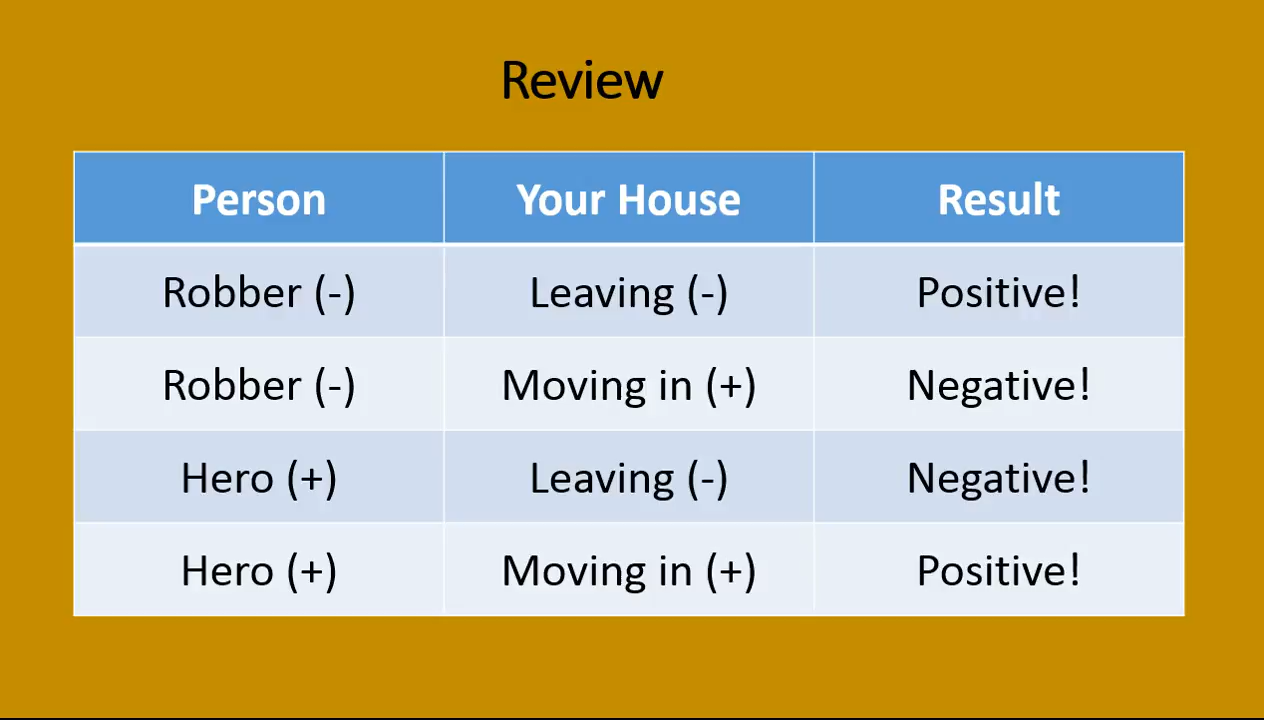 Review
Person Your House Result
Robber (-) Leaving (-) Positive!
Robber (-) Moving in (+) Negative!
Hero (+) Leaving (-) Negative!
Hero (+) Moving in (+) Positive!